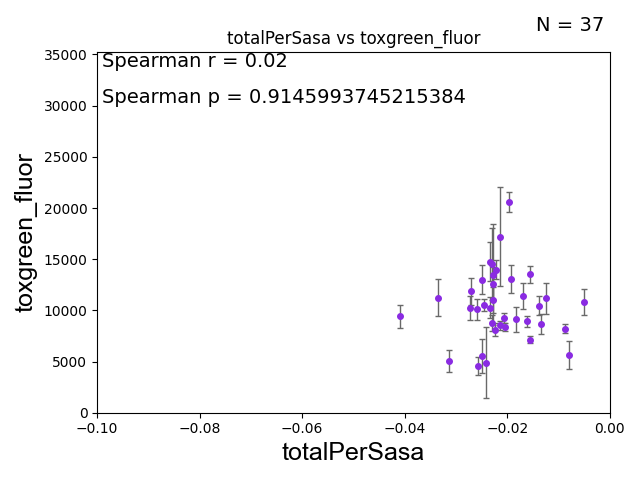 N = 37
totalPerSasa vs toxgreen_fluor
Spearman r = 0.02
Spearman p = 0.9145993745215384
toxgreen_fluor
35000
30000
25000
20000
15000
10000
5000
0
−0.10 −0.08 −0.06 −0.04 −0.02 0.00
totalPerSasa